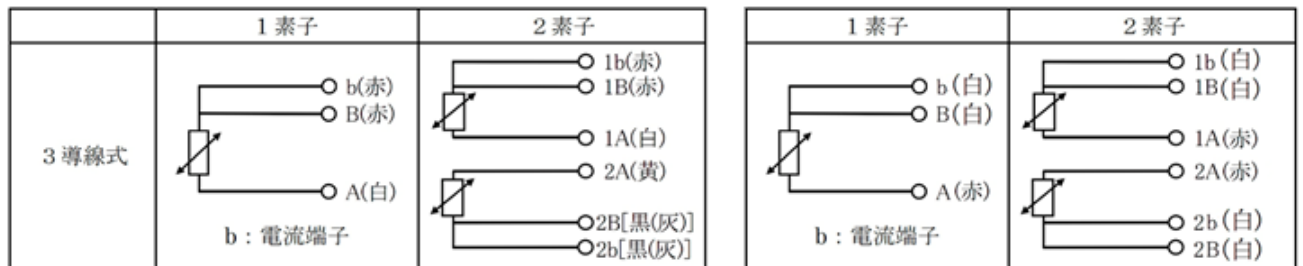 1素子
2素子
3導線式
b(赤)
B(赤)
A(白)
b：電流端子
1b(赤)
1B(赤)
1A(白)
2A(黄)
2B[黒(灰)]
2b[黒(灰)]
1素子
2素子
b(白)
B(白)
A(赤)
b：電流端子
1b(白)
1B(白)
1A(赤)
2A(赤)
2b(白)
2B(白)